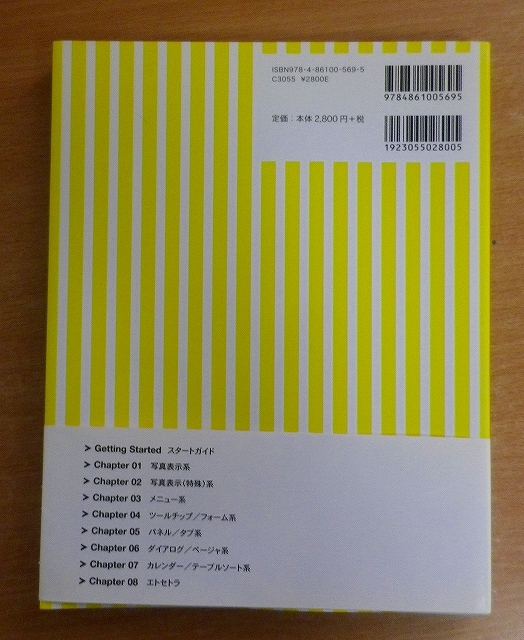 ISBN978-4-86100-569-5
C3055 ¥2800E
9784861005695
定価：本体2,800円＋税
1923055028005
> Getting Started スタートガイド
> Chapter 01 写真表示系
> Chapter 02 写真表示（特殊）系
> Chapter 03 メニュー系
> Chapter 04 ツールチップ／フォーム系
> Chapter 05 パネル／タブ系
> Chapter 06 ダイアログ／ページャ系
> Chapter 07 カレンダー／テーブルソート系
> Chapter 08 エトセトラ